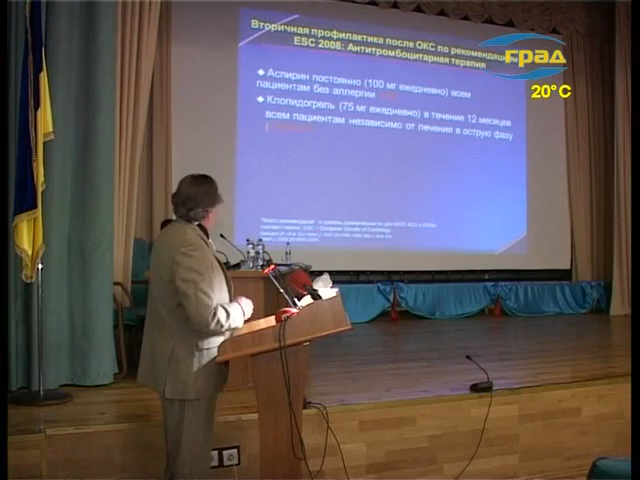 Вторичная профилактика после ОКС по рекомендациям
ESC 2008: Антитромбоцитарная терапия
град
20°C
Аспирин постоянно (100 мг ежедневно) всем
пациентам без аллергии
Клопидогрель (75 мг ежедневно) в течение 12 месяцев
всем пациентам независимо от лечения в острую фазу